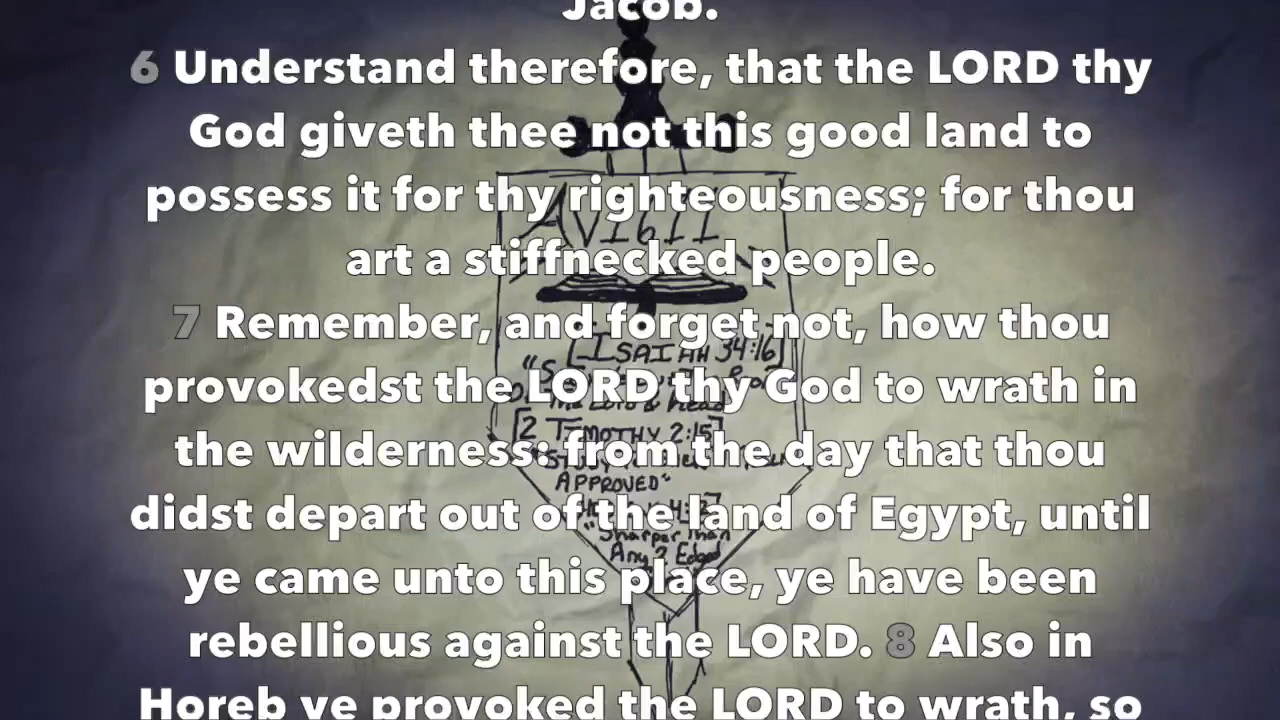 Jacob.
6 Understand therefore, that the LORD thy
God giveth thee not this good land to
possess it for thy righteousness; for thou
art a stiffnecked people.
7 Remember, and forget not, how thou
provokedst the LORD thy God to wrath in
the wilderness: from the day that thou
didst depart out of the land of Egypt, until
ye came unto this place, ye have been
rebellious against the LORD. 8 Also in
Horeb ye provoked the LORD to wrath, so
AV1611
[ISAIAH 34:16]
the Lord & Read
[2 TIMOTHY 2:15]
"STUDY
APPROVED"
"Sharper than
Any 2 Edged